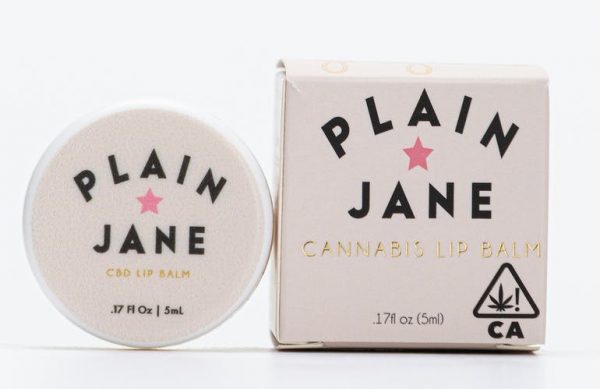 PLAIN
JANE
CBD LIP BALM
.17 Fl Oz | 5mL
PLAIN
JANE
CANNABIS LIP BALM
.17fl oz (5ml)
!
CA